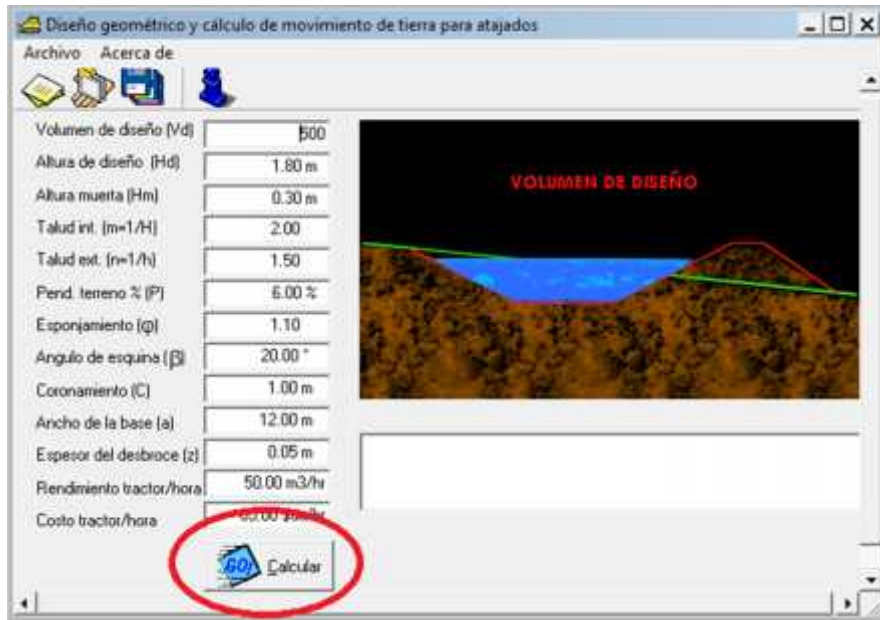 Diseño geométrico y cálculo de movimiento de tierra para atajados
Archivo Acerca de
Volumen de diseño (Vd) 500
Altura de diseño (Hd) 1.80 m
Altura muerta (Hm) 0.30 m
Talud int. (m=1/H) 2.00
Talud ext. (n=1/h) 1.50
Pend. terreno % (P) 6.00 %
Esponjamiento (φ) 1.10
Angulo de esquina (β) 20.00 °
Coronamiento (C) 1.00 m
Ancho de la base (a) 12.00 m
Espesor del desbroce (z) 0.05 m
Rendimiento tractor/hora 50.00 m3/hr
Costo tractor/hora
GO! Calcular
VOLUMEN DE DISEÑO